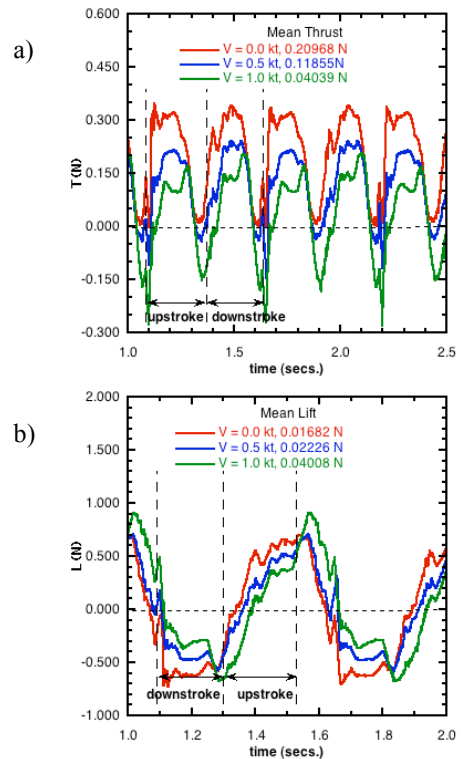 a)
Mean Thrust
V = 0.0 kt, 0.20968 N
V = 0.5 kt, 0.11855N
V = 1.0 kt, 0.04039N
0.600
0.450
0.300
0.150
0.000
-0.150
-0.300
T (N)
upstroke
downstroke
1.0
1.5
2.0
2.5
time (secs.)
b)
Mean Lift
V = 0.0 kt, 0.01682 N
V = 0.5 kt, 0.02226 N
V = 1.0 kt, 0.04008 N
2.000
1.500
1.000
0.500
0.000
-0.500
-1.000
L (N)
downstroke
upstroke
1.0
1.2
1.4
1.6
1.8
2.0
time (secs.)